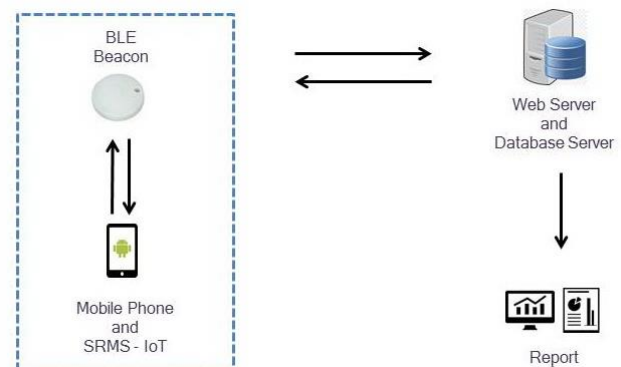 BLE
Beacon
Mobile Phone
and
SRMS - IoT
Web Server
and
Database Server
Report